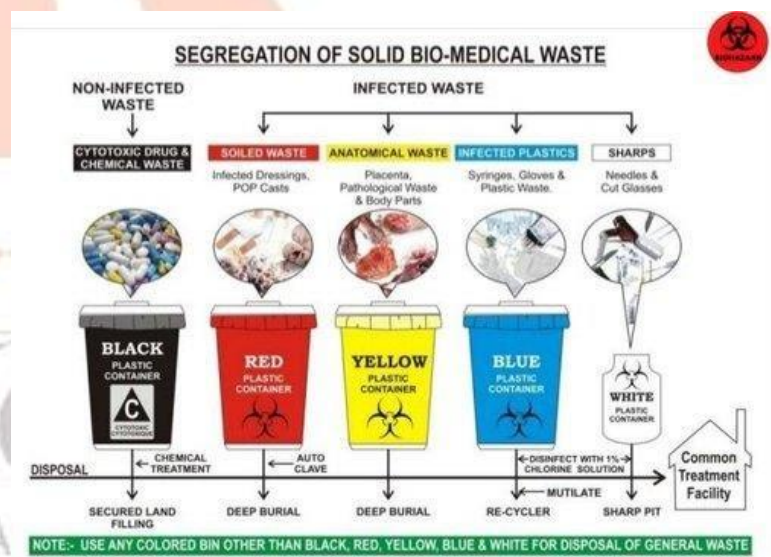 SEGREGATION OF SOLID BIO-MEDICAL WASTE
BIOHAZARD
NON-INFECTED
WASTE
INFECTED WASTE
CYTOTOXIC DRUG &
CHEMICAL WASTE
SOILED WASTE
Infected Dressings,
POP Casts
ANATOMICAL WASTE
Placenta,
Pathological Waste
& Body Parts
INFECTED PLASTICS
Syringes, Gloves &
Plastic Waste.
SHARPS
Needles &
Cut Glasses
BLACK
PLASTIC
CONTAINER
C
CYTOTOXIC
CYTOTOXIQUE
RED
PLASTIC
CONTAINER
YELLOW
PLASTIC
CONTAINER
BLUE
PLASTIC
CONTAINER
WHITE
PLASTIC
CONTAINER
DISPOSAL
CHEMICAL
TREATMENT
AUTO
CLAVE
DISINFECT WITH 1%
CHLORINE SOLUTION
MUTILATE
Common
Treatment
Facility
SECURED LAND
FILLING
DEEP BURIAL
DEEP BURIAL
RE-CYCLER
SHARP PIT
NOTE:- USE ANY COLORED BIN OTHER THAN BLACK, RED, YELLOW, BLUE & WHITE FOR DISPOSAL OF GENERAL WASTE